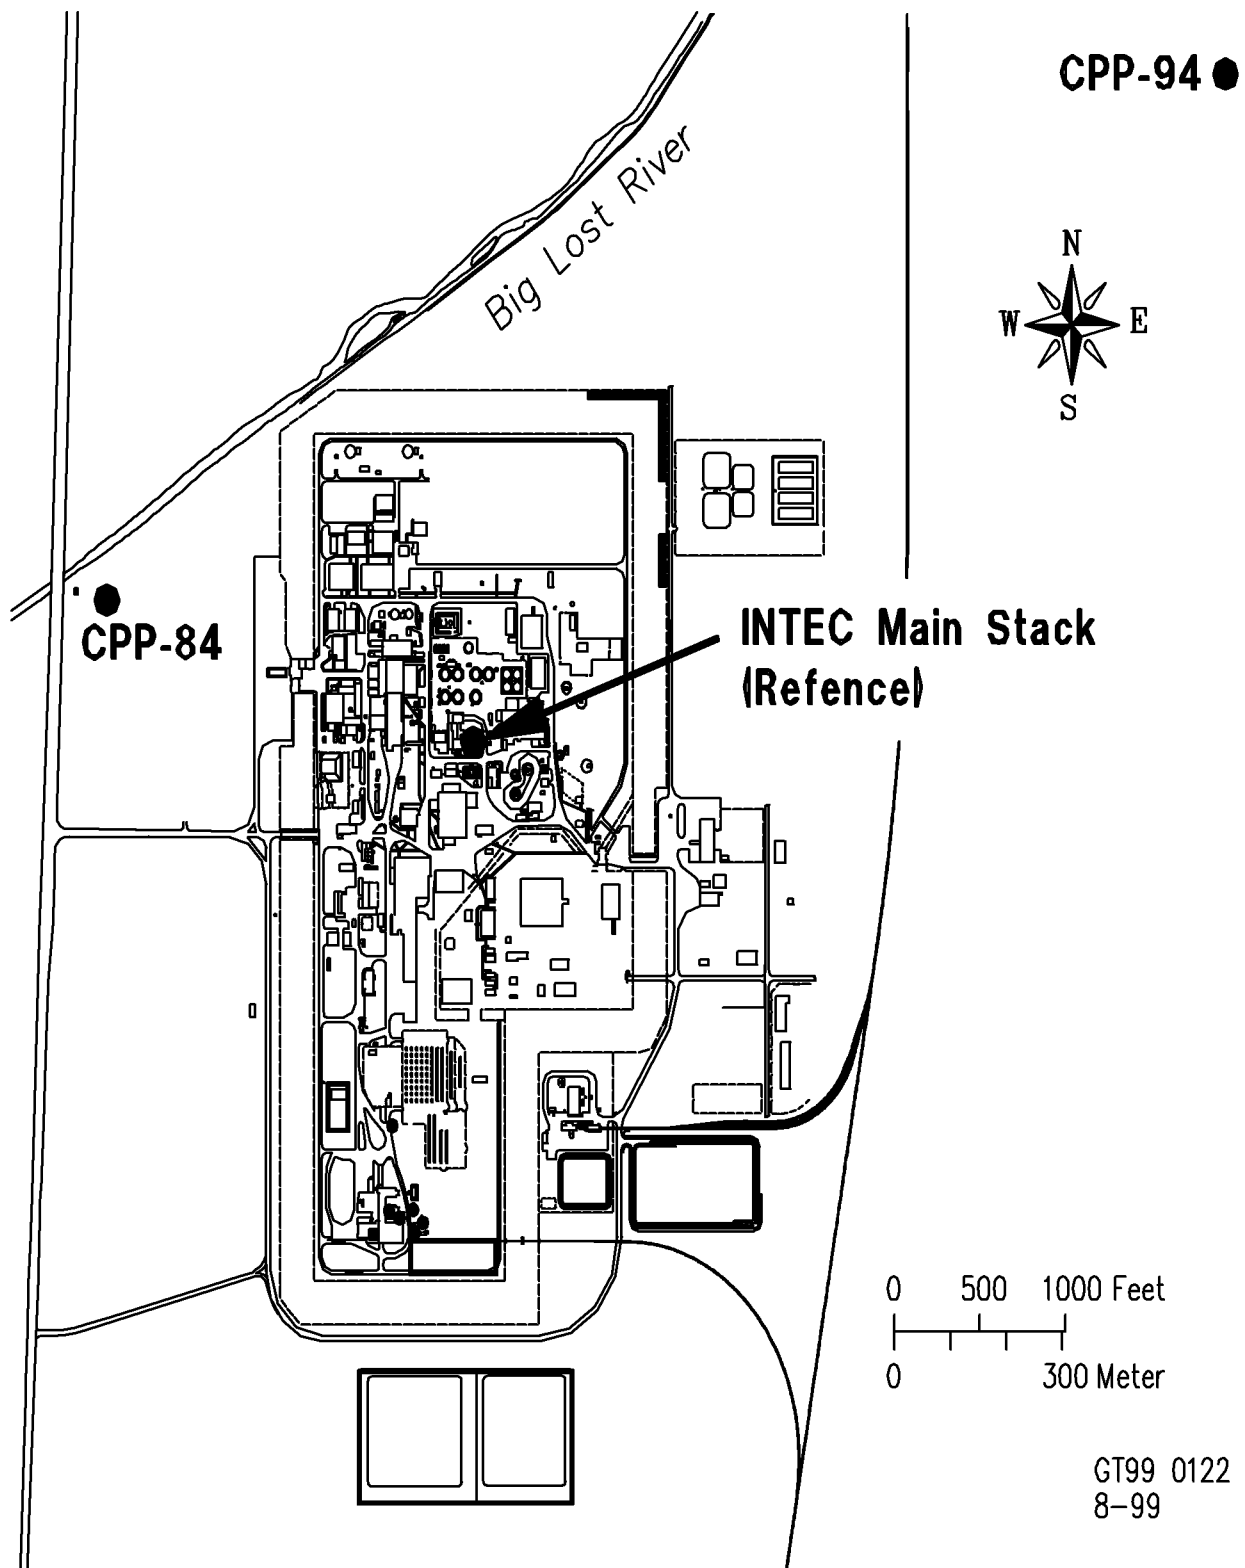 CPP-94
Big Lost River
N
W E
S
CPP-84
INTEC Main Stack
(Refence)
0 500 1000 Feet
0 300 Meter
GT99 0122
8-99